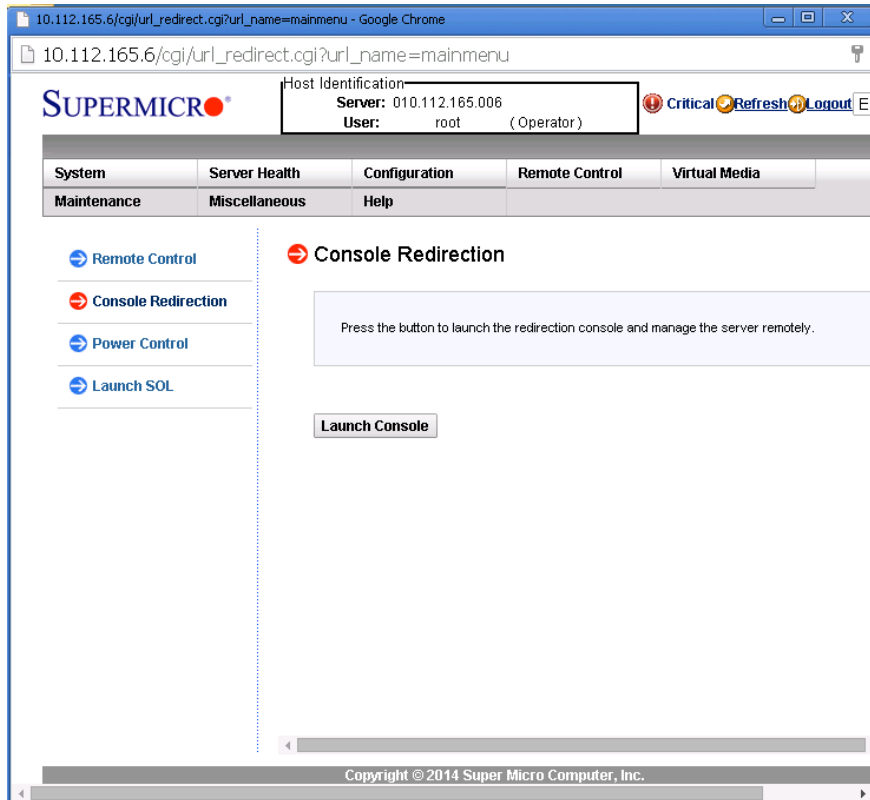 10.112.165.6/cgi/url_redirect.cgi?url_name=mainmenu - Google Chrome
10.112.165.6/cgi/url_redirect.cgi?url_name=mainmenu
SUPERMICRO®
Host Identification
Server: 010.112.165.006
User: root (Operator)
Critical Refresh Logout E
System Server Health Configuration Remote Control Virtual Media
Maintenance Miscellaneous Help
Remote Control
Console Redirection
Power Control
Launch SOL
Console Redirection
Press the button to launch the redirection console and manage the server remotely.
Launch Console
Copyright © 2014 Super Micro Computer, Inc.